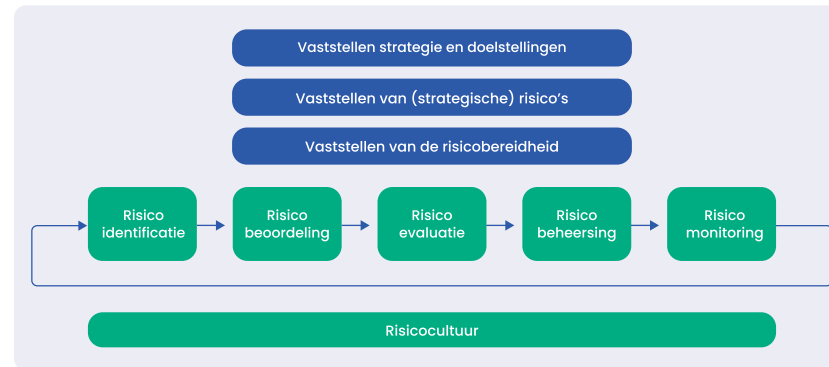 Vaststellen strategie en doelstellingen
Vaststellen van (strategische) risico's
Vaststellen van de risicobereidheid
Risico
identificatie
Risico
beoordeling
Risico
evaluatie
Risico
beheersing
Risico
monitoring
Risicocultuur